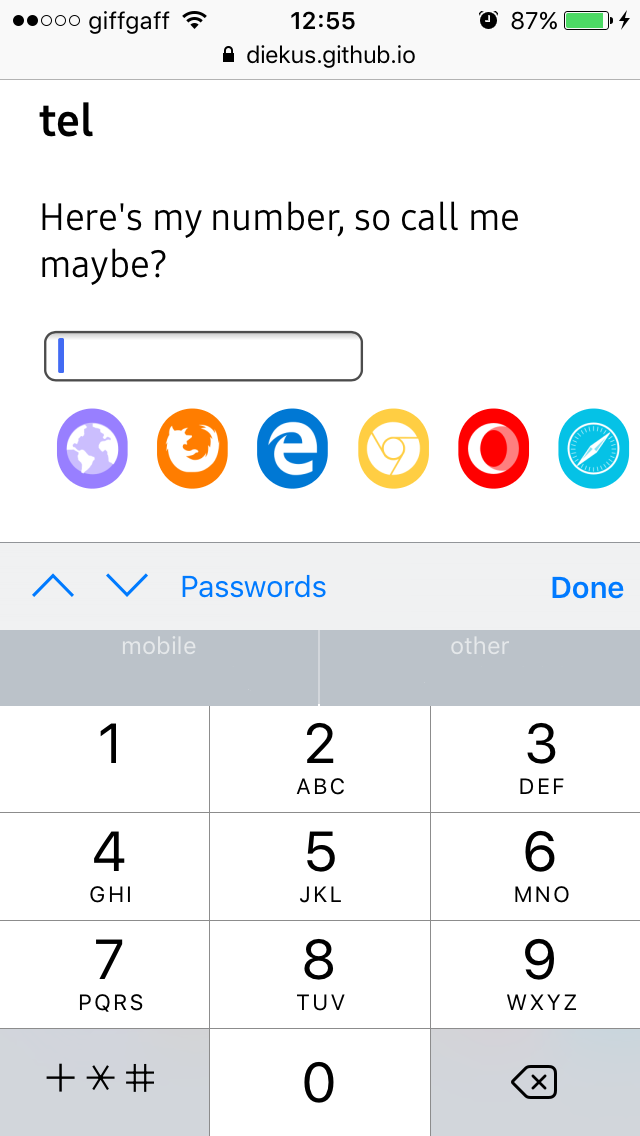 giffgaff 12:55 87%
diekus.github.io
tel
Here's my number, so call me
maybe?
Passwords Done
mobile other
1 2 3
ABC DEF
4 5 6
GHI JKL MNO
7 8 9
PQRS TUV WXYZ
+ * # 0